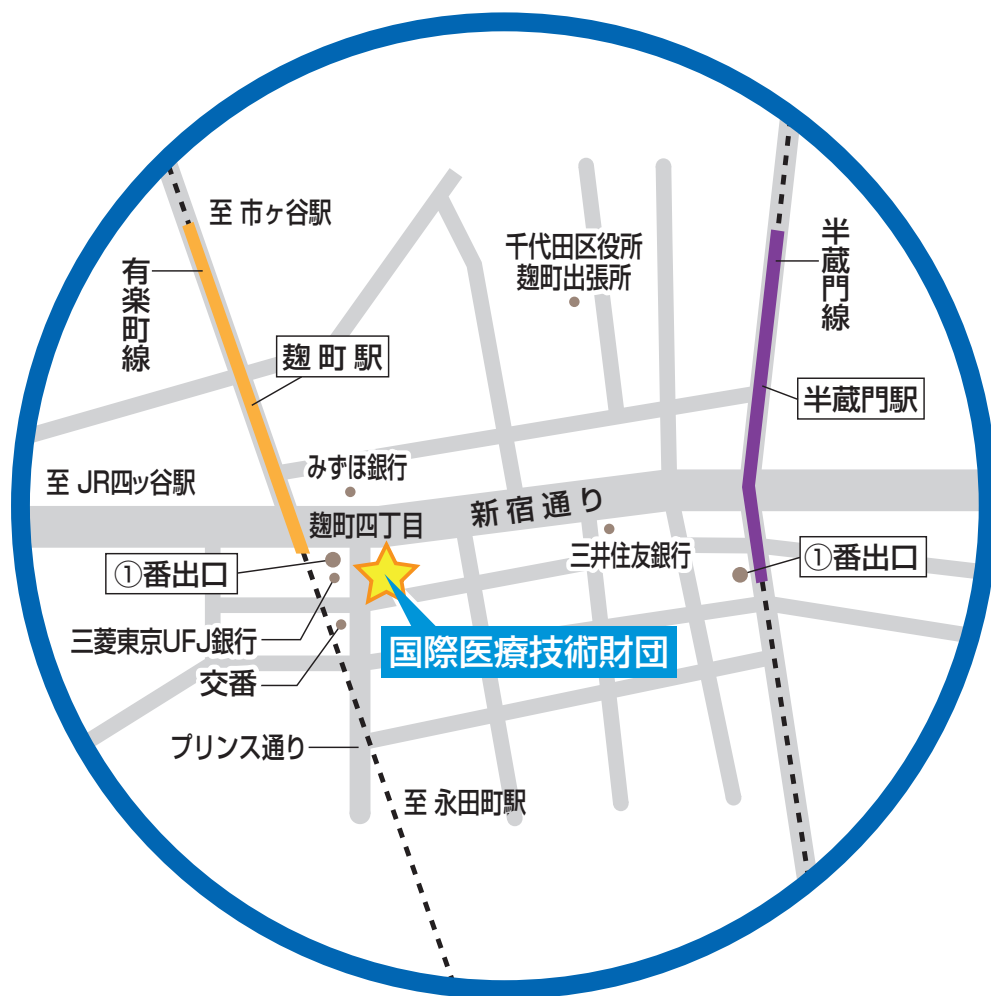 至 市ヶ谷駅
有楽町線
麹町駅
千代田区役所
麹町出張所
半蔵門線
半蔵門駅
至 JR四ッ谷駅
みずほ銀行
新宿通り
麹町四丁目
①番出口
三井住友銀行
①番出口
三菱東京UFJ銀行
国際医療技術財団
交番
プリンス通り
至 永田町駅